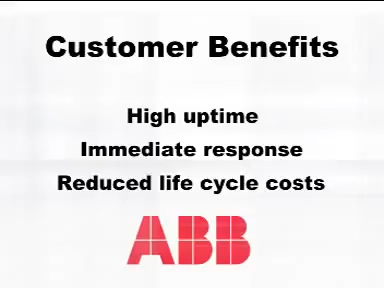 Customer Benefits
High uptime
Immediate response
Reduced life cycle costs
ABB